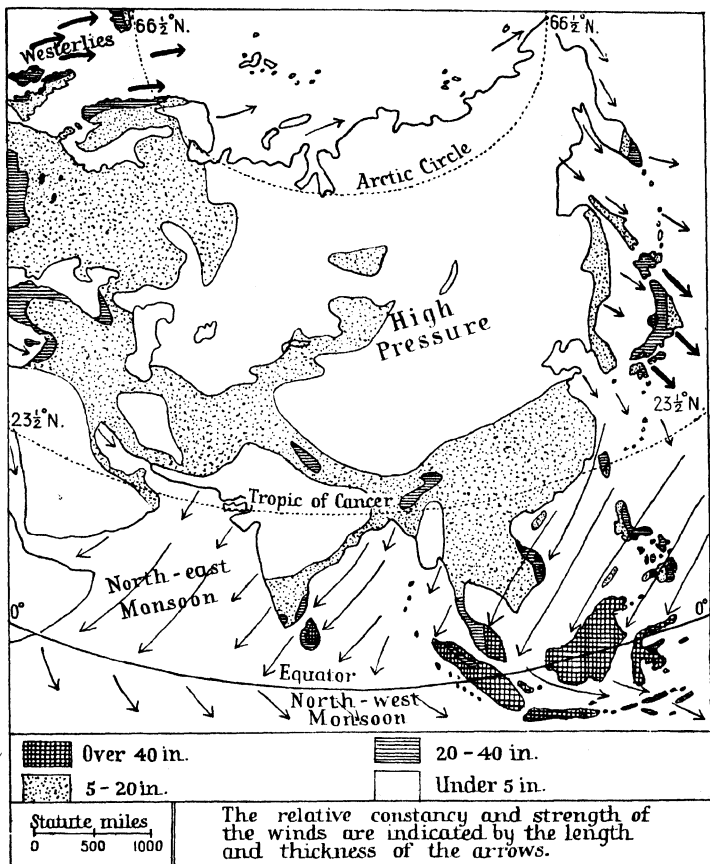 66½°N.
66½°N.
Westerlies
Arctic Circle
High
Pressure
23½°N.
23½°N.
Tropic of Cancer
North-east
Monsoon
0°
0°
Equator
North-west
Monsoon
Over 40 in.
20-40 in.
5-20 in.
Under 5 in.
Statute miles
0 500 1000
The relative constancy and strength of
the winds are indicated by the length
and thickness of the arrows.